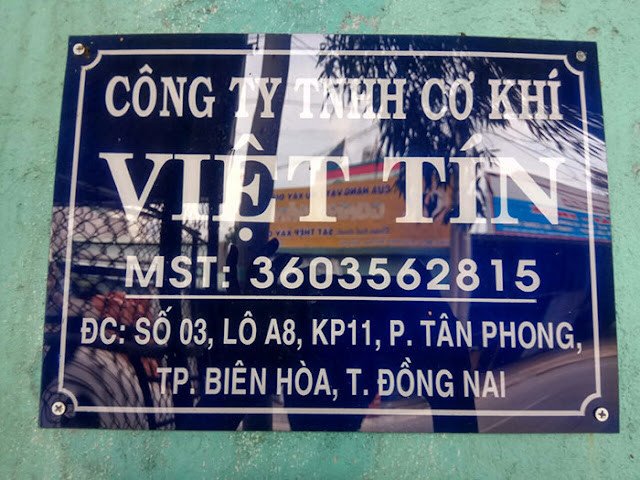 CÔNG TY TNHH CƠ KHÍ
VIỆT TÍN
MST: 3603562815
ĐC: SỐ 03, LÔ A8, KP11, P. TÂN PHONG,
TP. BIÊN HÒA, T. ĐỒNG NAI